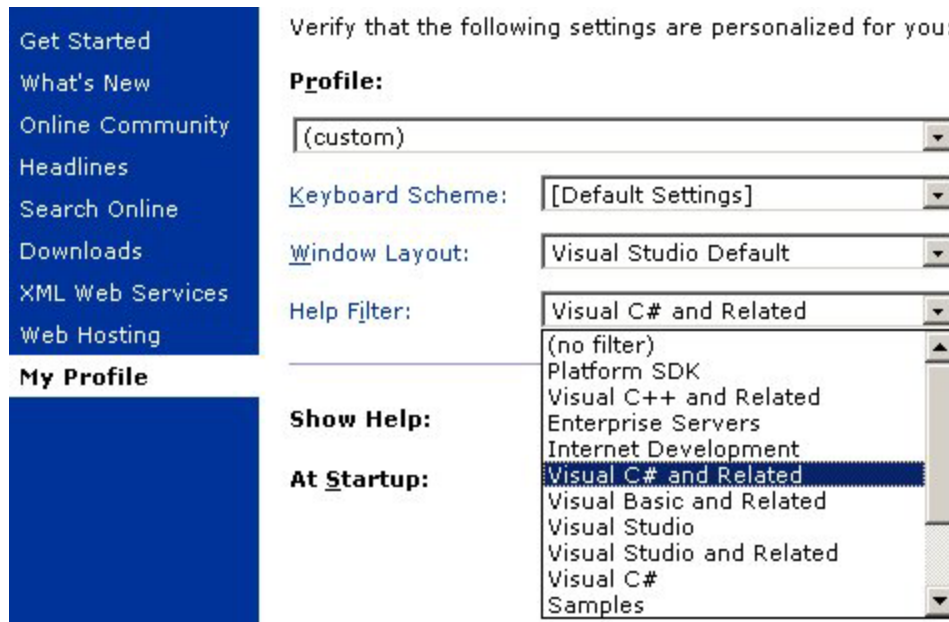 Get Started
What's New
Online Community
Headlines
Search Online
Downloads
XML Web Services
Web Hosting
My Profile
Verify that the following settings are personalized for you:
Profile:
(custom)
Keyboard Scheme:
[Default Settings]
Window Layout:
Visual Studio Default
Help Filter:
Visual C# and Related
(no filter)
Platform SDK
Visual C++ and Related
Enterprise Servers
Internet Development
Visual C# and Related
Visual Basic and Related
Visual Studio
Visual Studio and Related
Visual C#
Samples
Show Help:
At Startup: